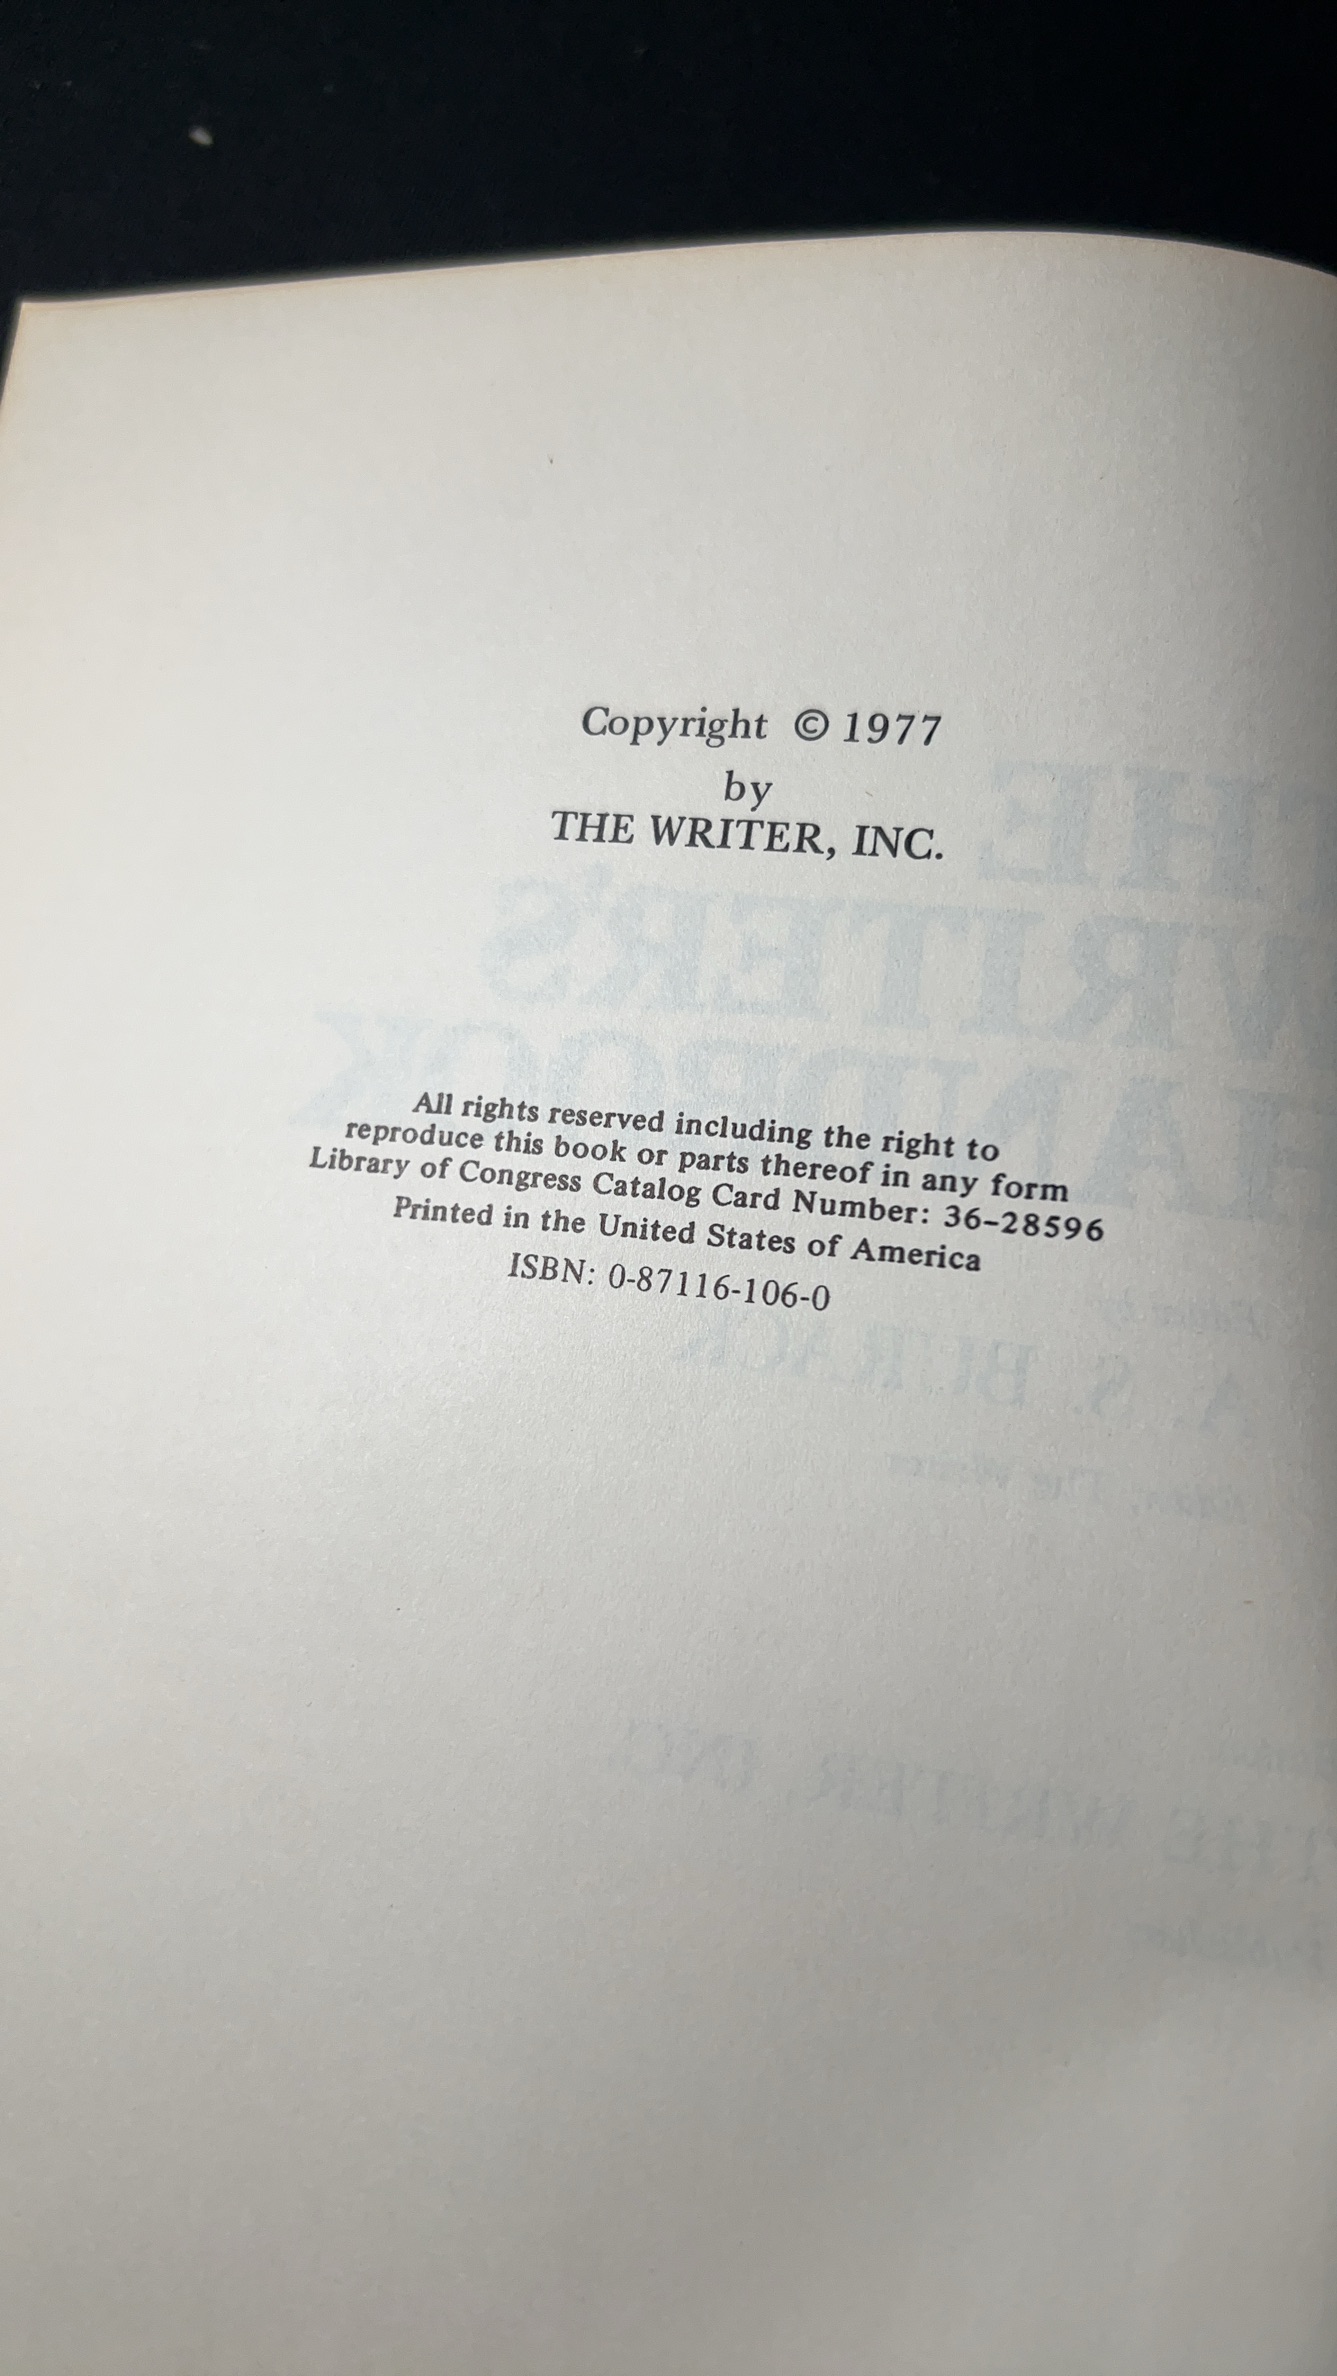 Copyright © 1977
by
THE WRITER, INC.
All rights reserved including the right to
reproduce this book or parts thereof in any form
Library of Congress Catalog Card Number: 36-28596
Printed in the United States of America
ISBN: 0-87116-106-0